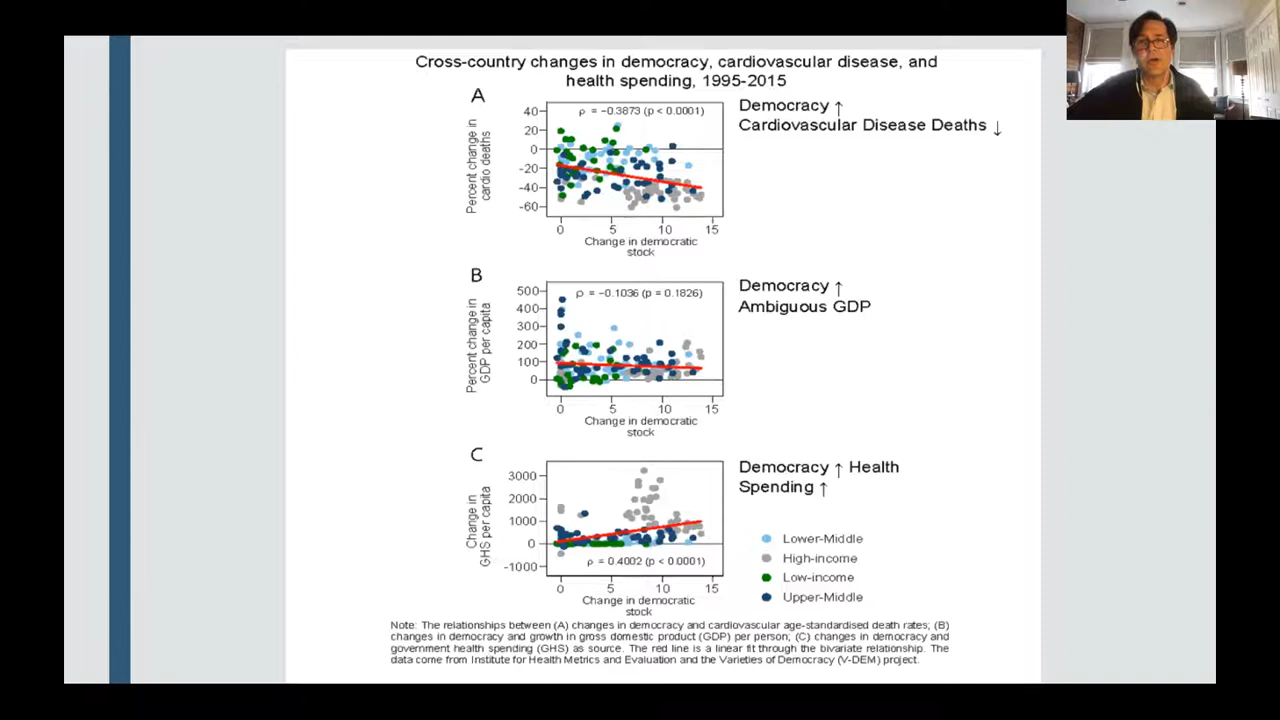 Cross-country changes in democracy, cardiovascular disease, and
health spending, 1995-2015
A
Percent change in
cardio deaths
40
20
0
-20
-40
-60
ρ = -0.3873 (p < 0.0001)
0 5 10 15
Change in democratic
stock
Democracy ↑
Cardiovascular Disease Deaths ↓
B
Percent change in
GDP per capita
500
400
300
200
100
0
ρ = -0.1036 (p = 0.1826)
0 5 10 15
Change in democratic
stock
Democracy ↑
Ambiguous GDP
C
Change in
GHS per capita
3000
2000
1000
0
-1000
ρ = 0.4002 (p < 0.0001)
0 5 10 15
Change in democratic
stock
Democracy ↑ Health
Spending ↑
Lower-Middle
High-income
Low-income
Upper-Middle
Note: The relationships between (A) changes in democracy and cardiovascular age-standardised death rates; (B)
changes in democracy and growth in gross domestic product (GDP) per person; (C) changes in democracy and
government health spending (GHS) as source. The red line is a linear fit through the bivariate relationship. The
data come from Institute for Health Metrics and Evaluation and the Varieties of Democracy (V-DEM) project.